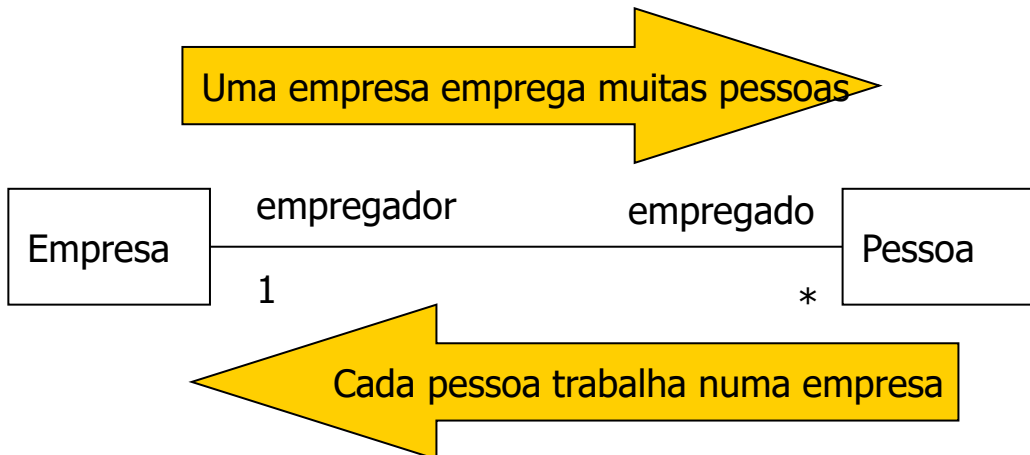 Uma empresa emprega muitas pessoas
empregador
empregado
Empresa
Pessoa
1
*
Cada pessoa trabalha numa empresa